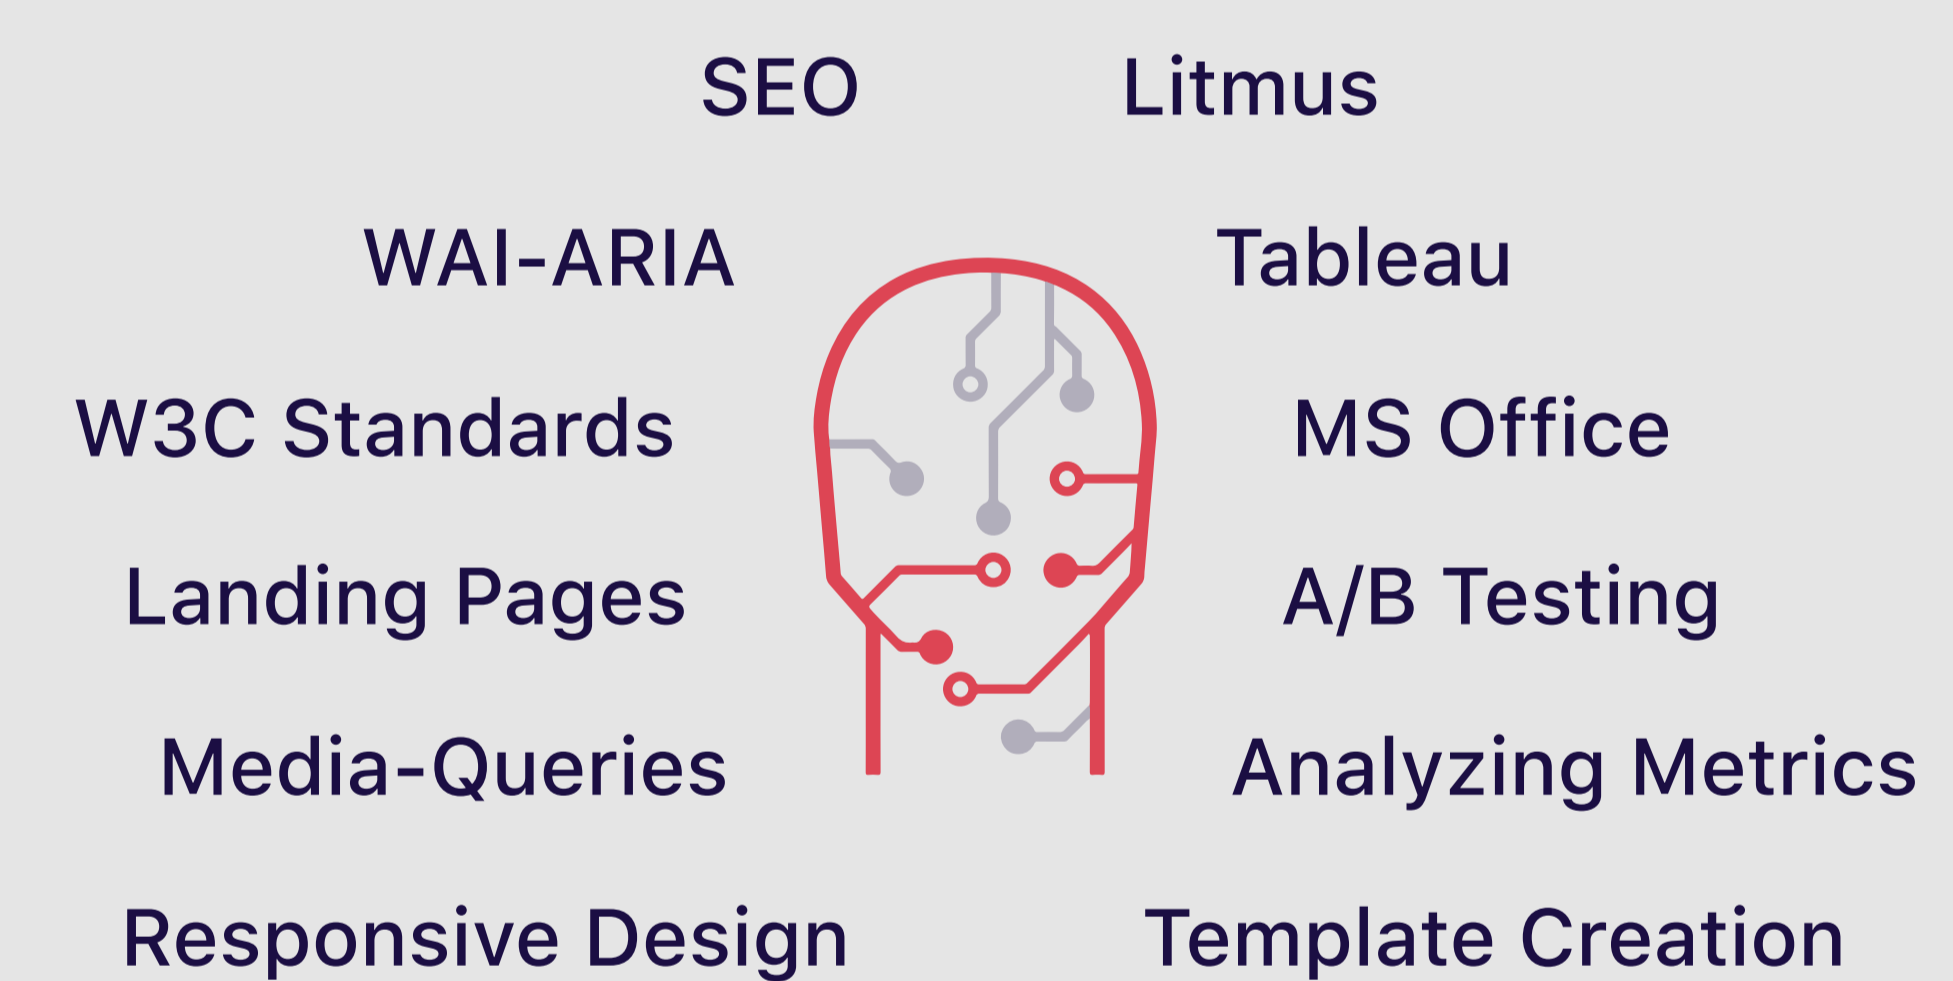 SEO Litmus
WAI-ARIA Tableau
W3C Standards MS Office
Landing Pages A/B Testing
Media-Queries Analyzing Metrics
Responsive Design Template Creation